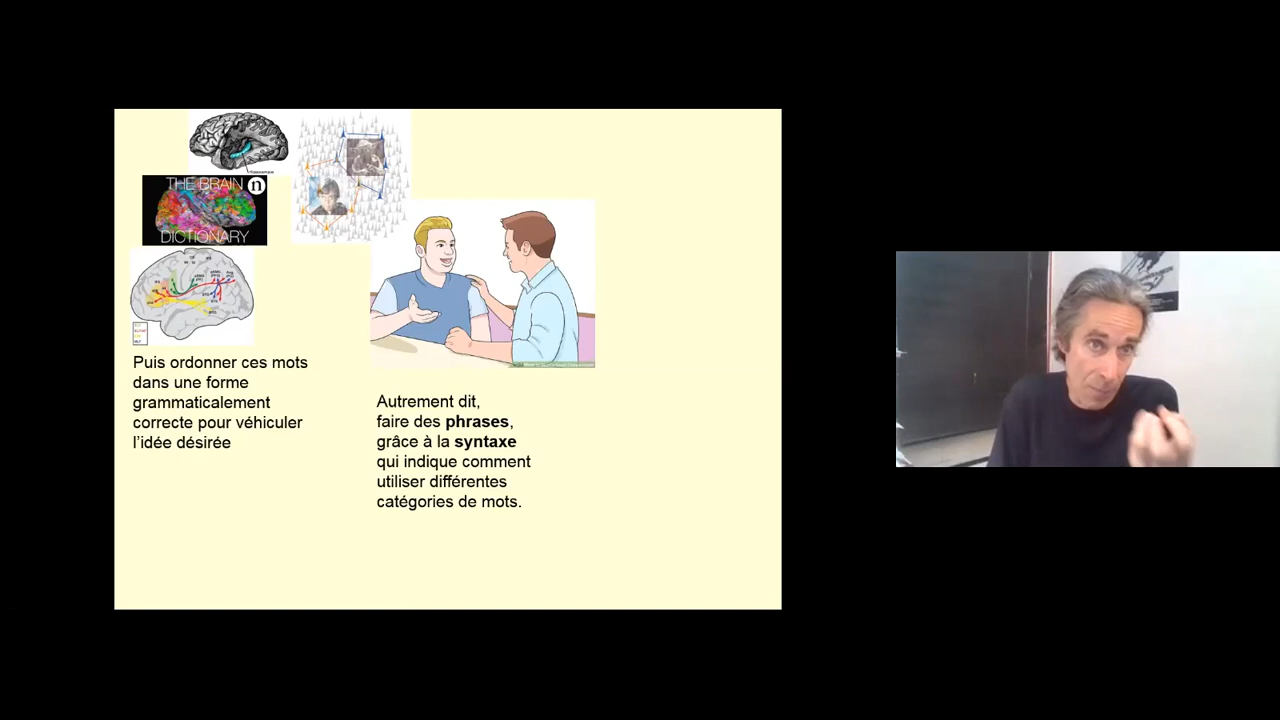 Hippocampe
THE BRAIN n
DICTIONARY
Puis ordonner ces mots
dans une forme
grammaticalement
correcte pour véhiculer
l’idée désirée
Autrement dit,
faire des phrases,
grâce à la syntaxe
qui indique comment
utiliser différentes
catégories de mots.